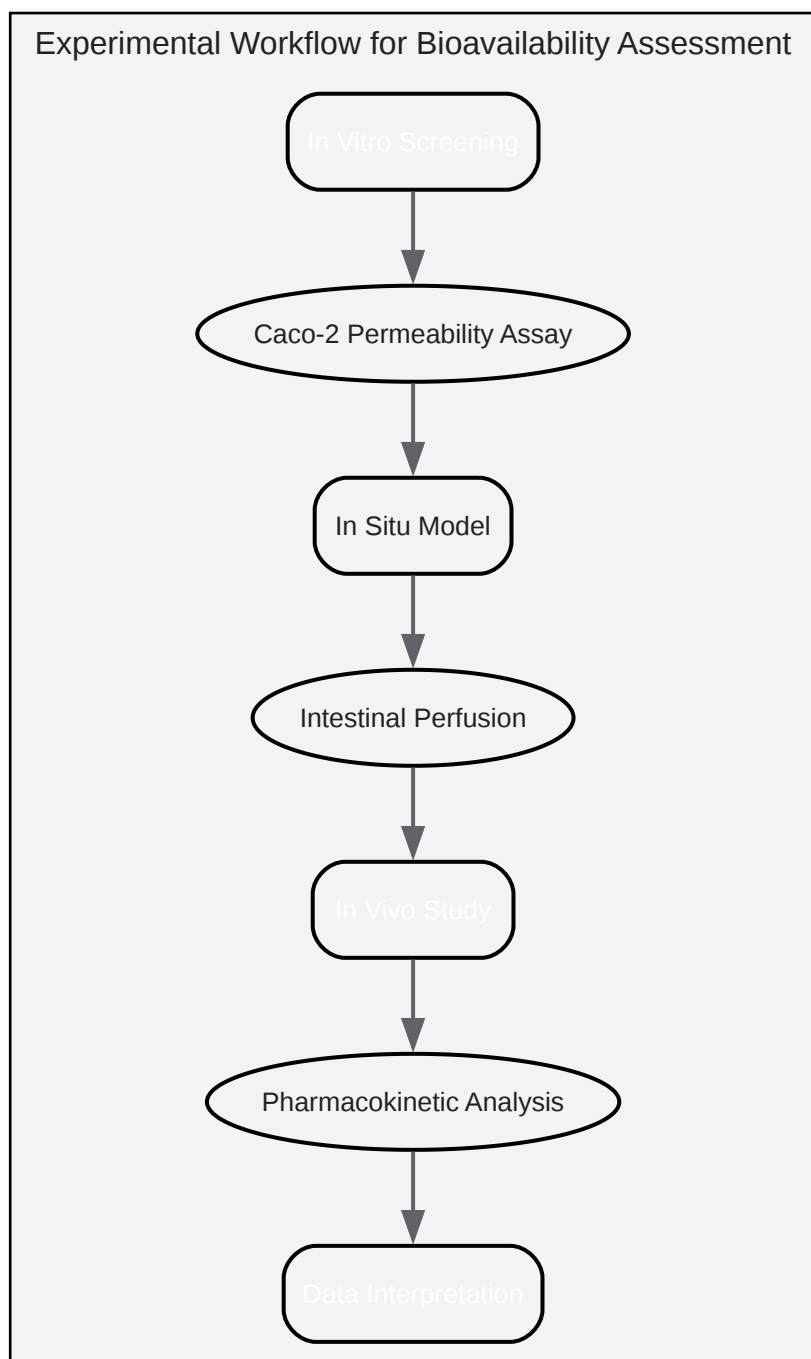 Experimental Workflow for Bioavailability Assessment
In Vitro Screening
Caco-2 Permeability Assay
In Situ Model
Intestinal Perfusion
In Vivo Study
Pharmacokinetic Analysis
Data Interpretation